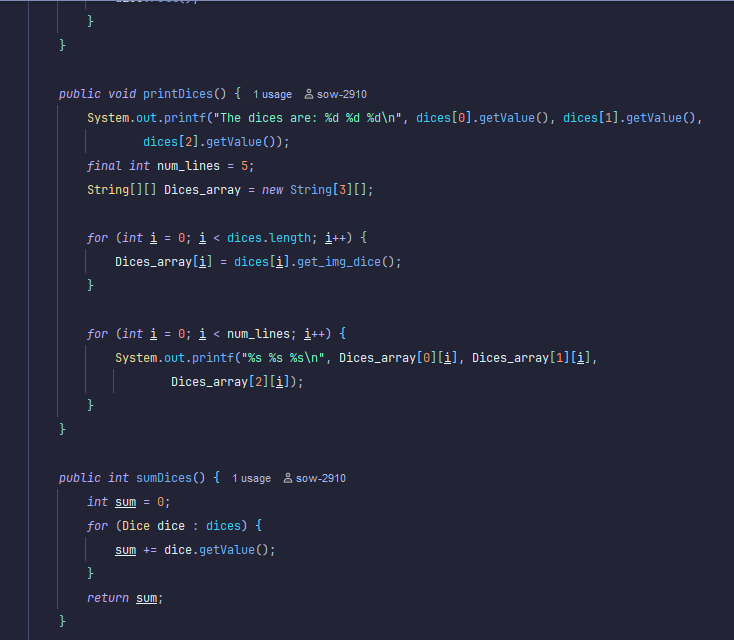 }
}
public void printDices() { 1 usage sow-2910
System.out.printf("The dices are: %d %d %d\n", dices[0].getValue(), dices[1].getValue(),
dices[2].getValue());
final int num_lines = 5;
String[][] Dices_array = new String[3][];
for (int i = 0; i < dices.length; i++) {
Dices_array[i] = dices[i].get_img_dice();
}
for (int i = 0; i < num_lines; i++) {
System.out.printf("%s %s %s\n", Dices_array[0][i], Dices_array[1][i],
Dices_array[2][i]);
}
}
public int sumDices() { 1 usage sow-2910
int sum = 0;
for (Dice dice : dices) {
sum += dice.getValue();
}
return sum;
}